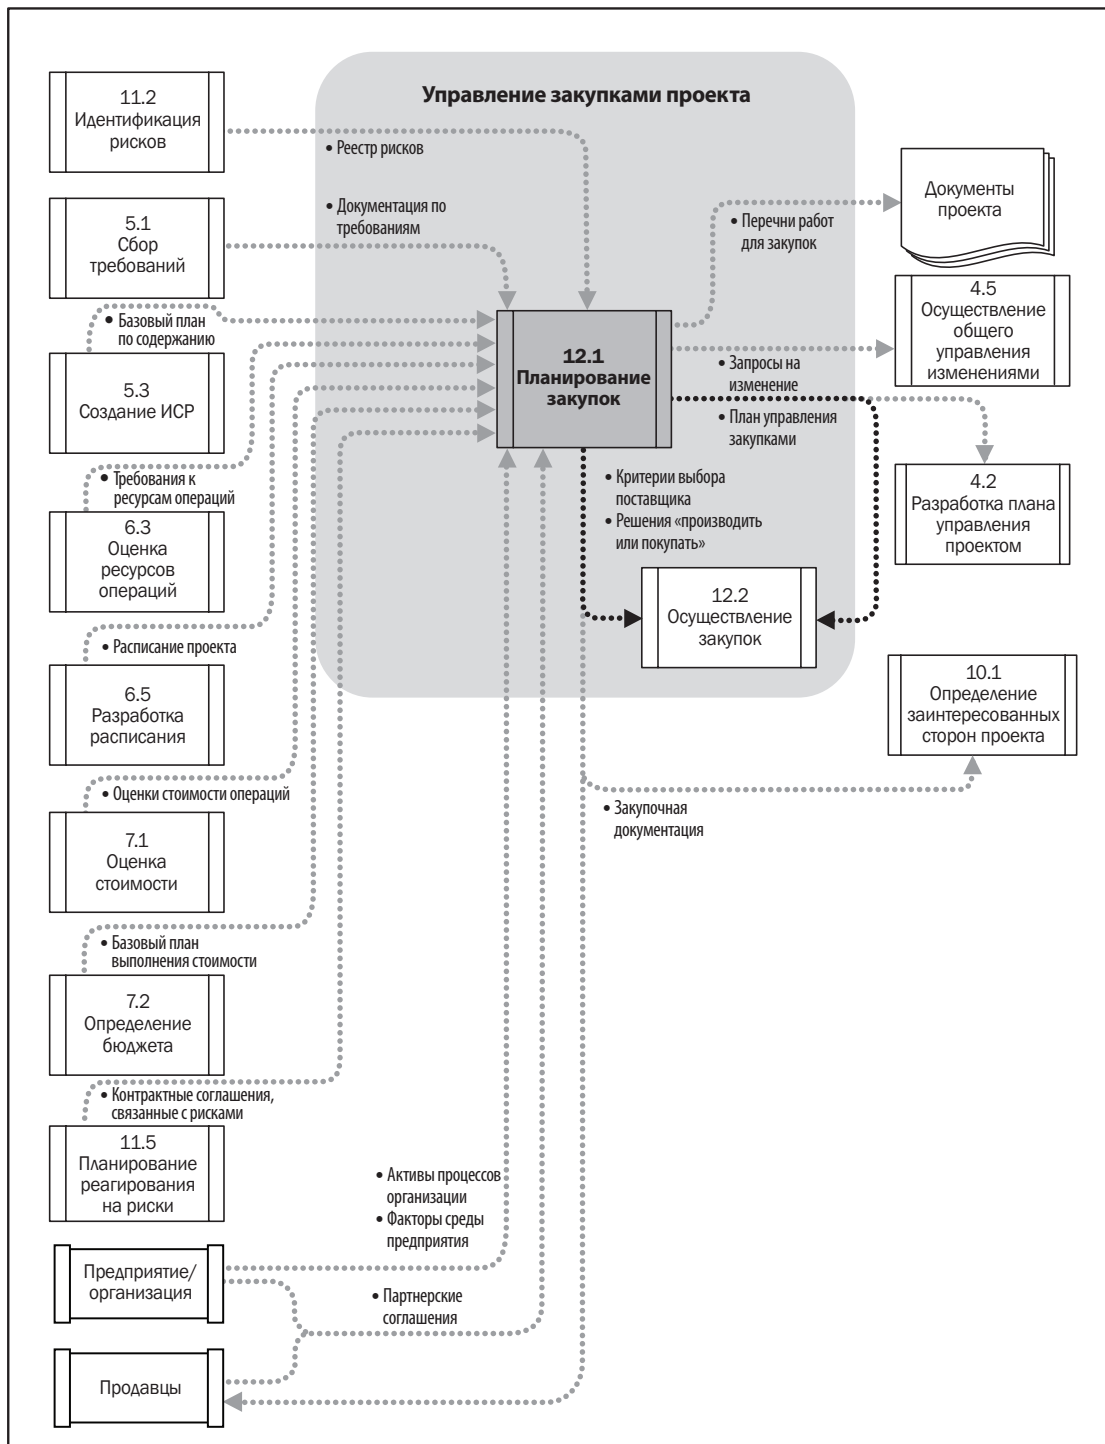 Управление закупками проекта
11.2
Идентификация
рисков
• Реестр рисков
5.1
Сбор
требований
• Документация по
требованиям
• Базовый план
по содержанию
5.3
Создание ИСР
• Требования к
ресурсам операций
6.3
Оценка
ресурсов
операций
• Расписание проекта
6.5
Разработка
расписания
• Оценки стоимости операций
7.1
Оценка
стоимости
• Базовый план
выполнения стоимости
7.2
Определение
бюджета
• Контрактные соглашения,
связанные с рисками
11.5
Планирование
реагирования
на риски
Предприятие/
организация
Продавцы
• Активы процессов
организации
• Факторы среды
предприятия
• Партнерские
соглашения
12.1
Планирование
закупок
• Перечни работ
для закупок
Документы
проекта
4.5
Осуществление
общего
управления
изменениями
• Запросы на
изменение
• План управления
закупками
4.2
Разработка плана
управления
проектом
• Критерии выбора
поставщика
• Решения «производить
или покупать»
12.2
Осуществление
закупок
10.1
Определение
заинтересованных
сторон проекта
• Закупочная
документация